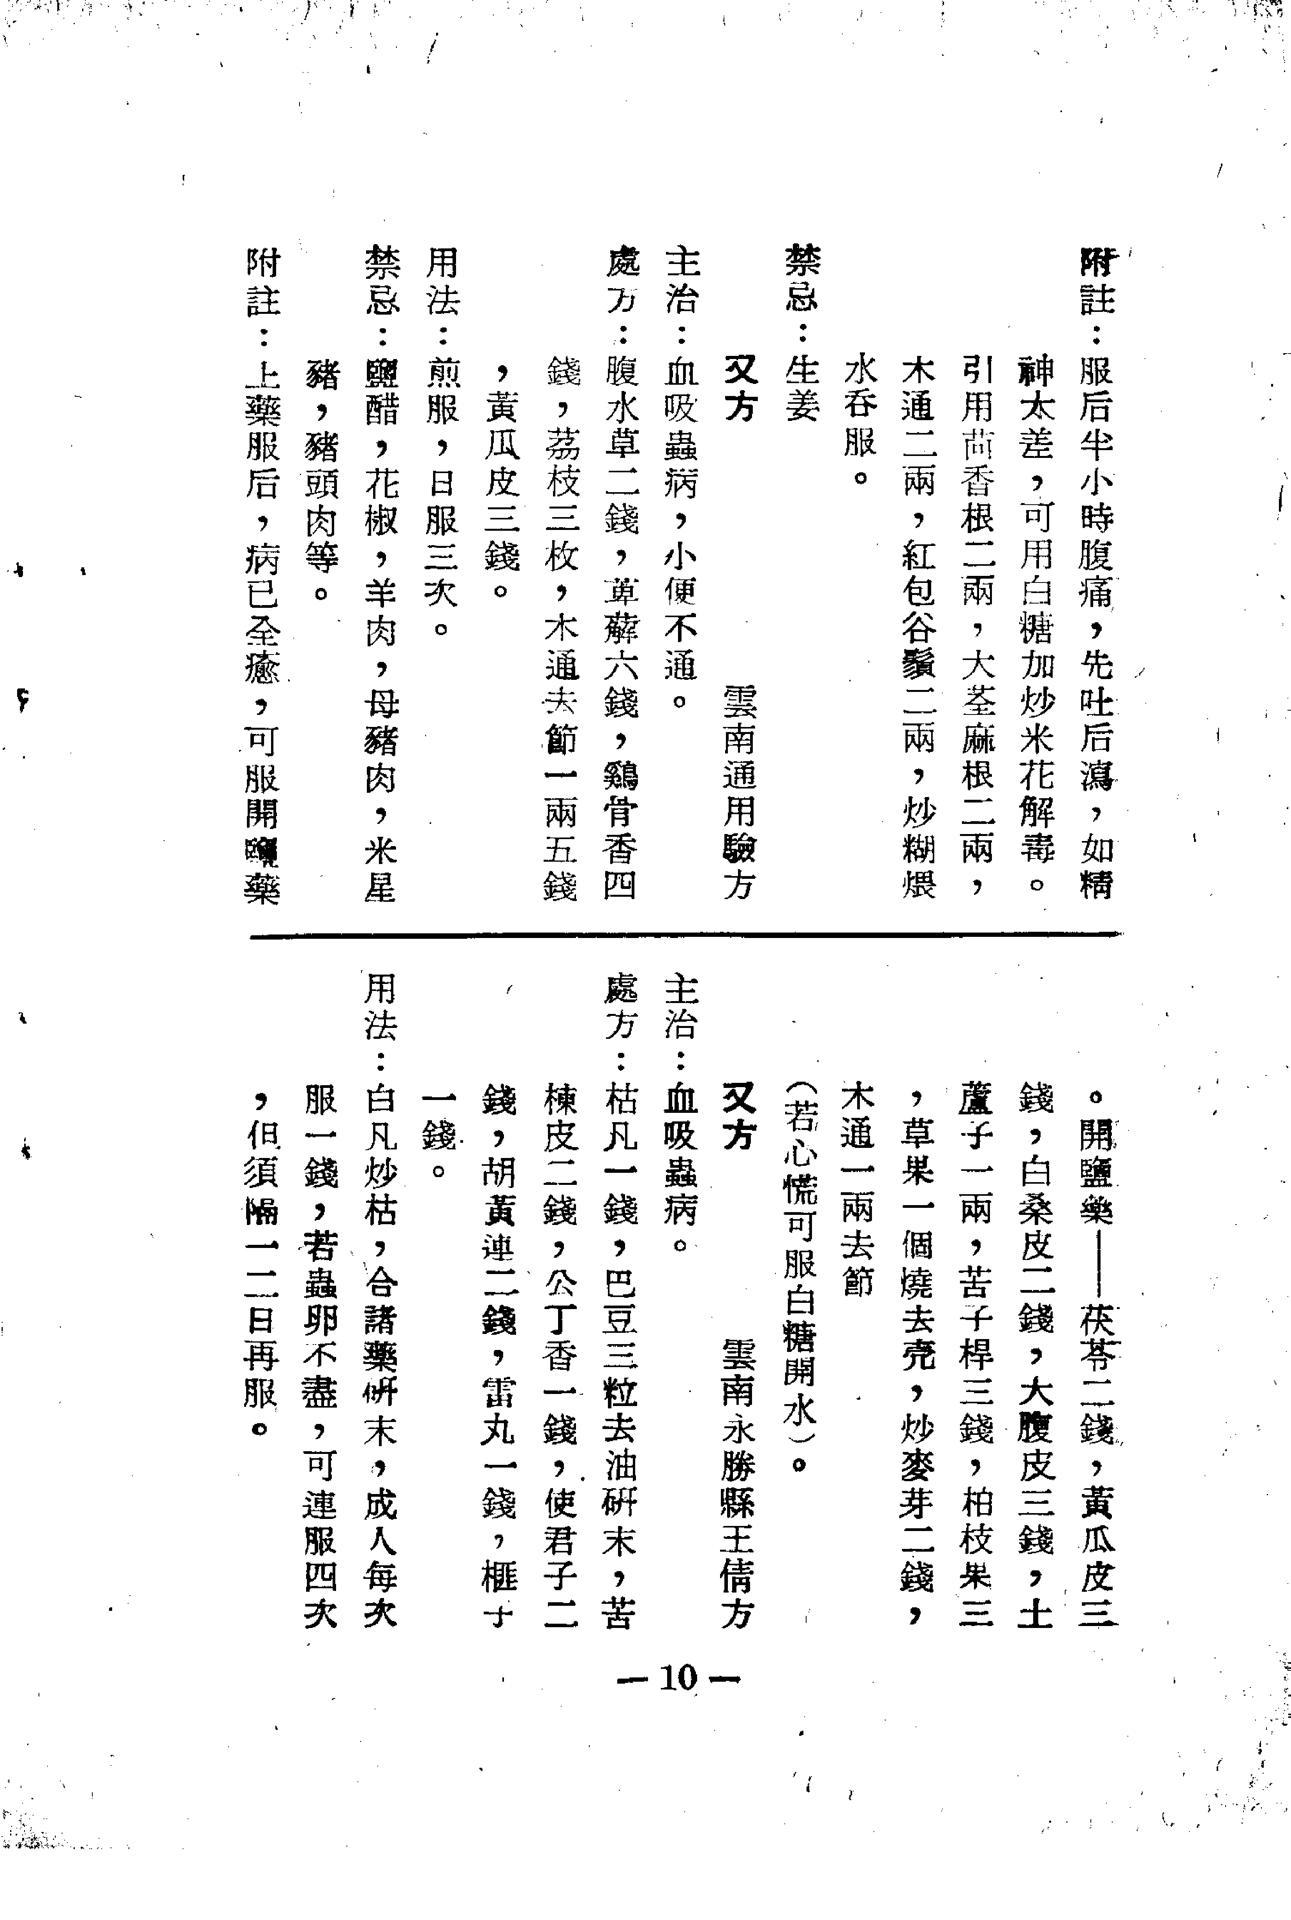 附註：服后半小時腹痛，先吐后瀉，如精
神太差，可用白糖加炒米花解毒。
引用茴香根二兩，大荃麻根二兩，
木通二兩，紅包谷鬚二兩，炒糊煨
水吞服。
禁忌：生姜
又方　雲南通用驗方
主治：血吸蟲病，小便不通。
處方：腹水草二錢，萆薢六錢，鷄骨香四
錢，荔枝三枚，木通去節一兩五錢
，黃瓜皮三錢。
用法：煎服，日服三次。
禁忌：鹽醋，花椒，羊肉，母豬肉，米星
豬，豬頭肉等。
附註：上藥服后，病已全癒，可服開鹽藥
。開鹽藥——茯苓二錢，黃瓜皮三
錢，白桑皮二錢，大腹皮三錢，土
蘆子一兩，苦子桿三錢，柏枝果三
，草果一個燒去壳，炒麥芽二錢，
木通一兩去節
（若心慌可服白糖開水）。
又方　雲南永勝縣王倩方
主治：血吸蟲病。
處方：枯凡一錢，巴豆三粒去油研末，苦
楝皮二錢，公丁香一錢，使君子二
錢，胡黃連二錢，雷丸一錢，榧子
一錢。
用法：白凡炒枯，合諸藥研末，成人每次
服一錢，若蟲卵不盡，可連服四次
，但須隔一二日再服。
—10—